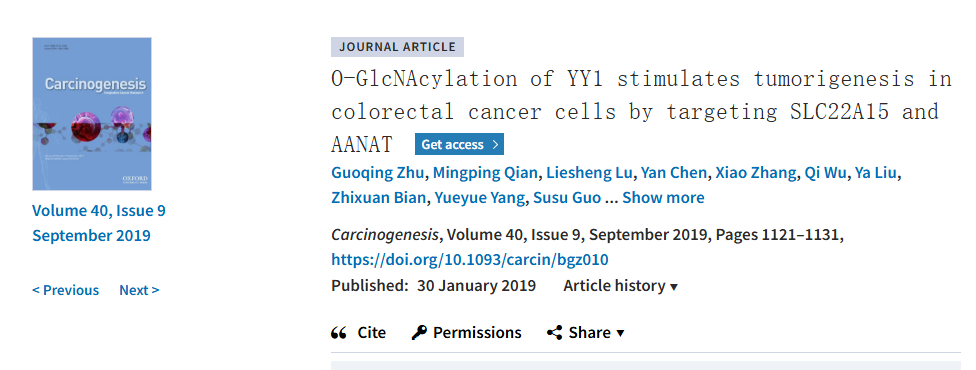 Carcinogenesis
OXFORD
Volume 40, Issue 9
September 2019
< Previous Next >
JOURNAL ARTICLE
O-GlcNAcylation of YY1 stimulates tumorigenesis in
colorectal cancer cells by targeting SLC22A15 and
AANAT Get access >
Guoqing Zhu, Mingping Qian, Liesheng Lu, Yan Chen, Xiao Zhang, Qi Wu, Ya Liu,
Zhixuan Bian, Yueyue Yang, Susu Guo ... Show more
Carcinogenesis, Volume 40, Issue 9, September 2019, Pages 1121–1131,
https://doi.org/10.1093/carcin/bgz010
Published: 30 January 2019 Article history ▾
Cite Permissions Share ▾